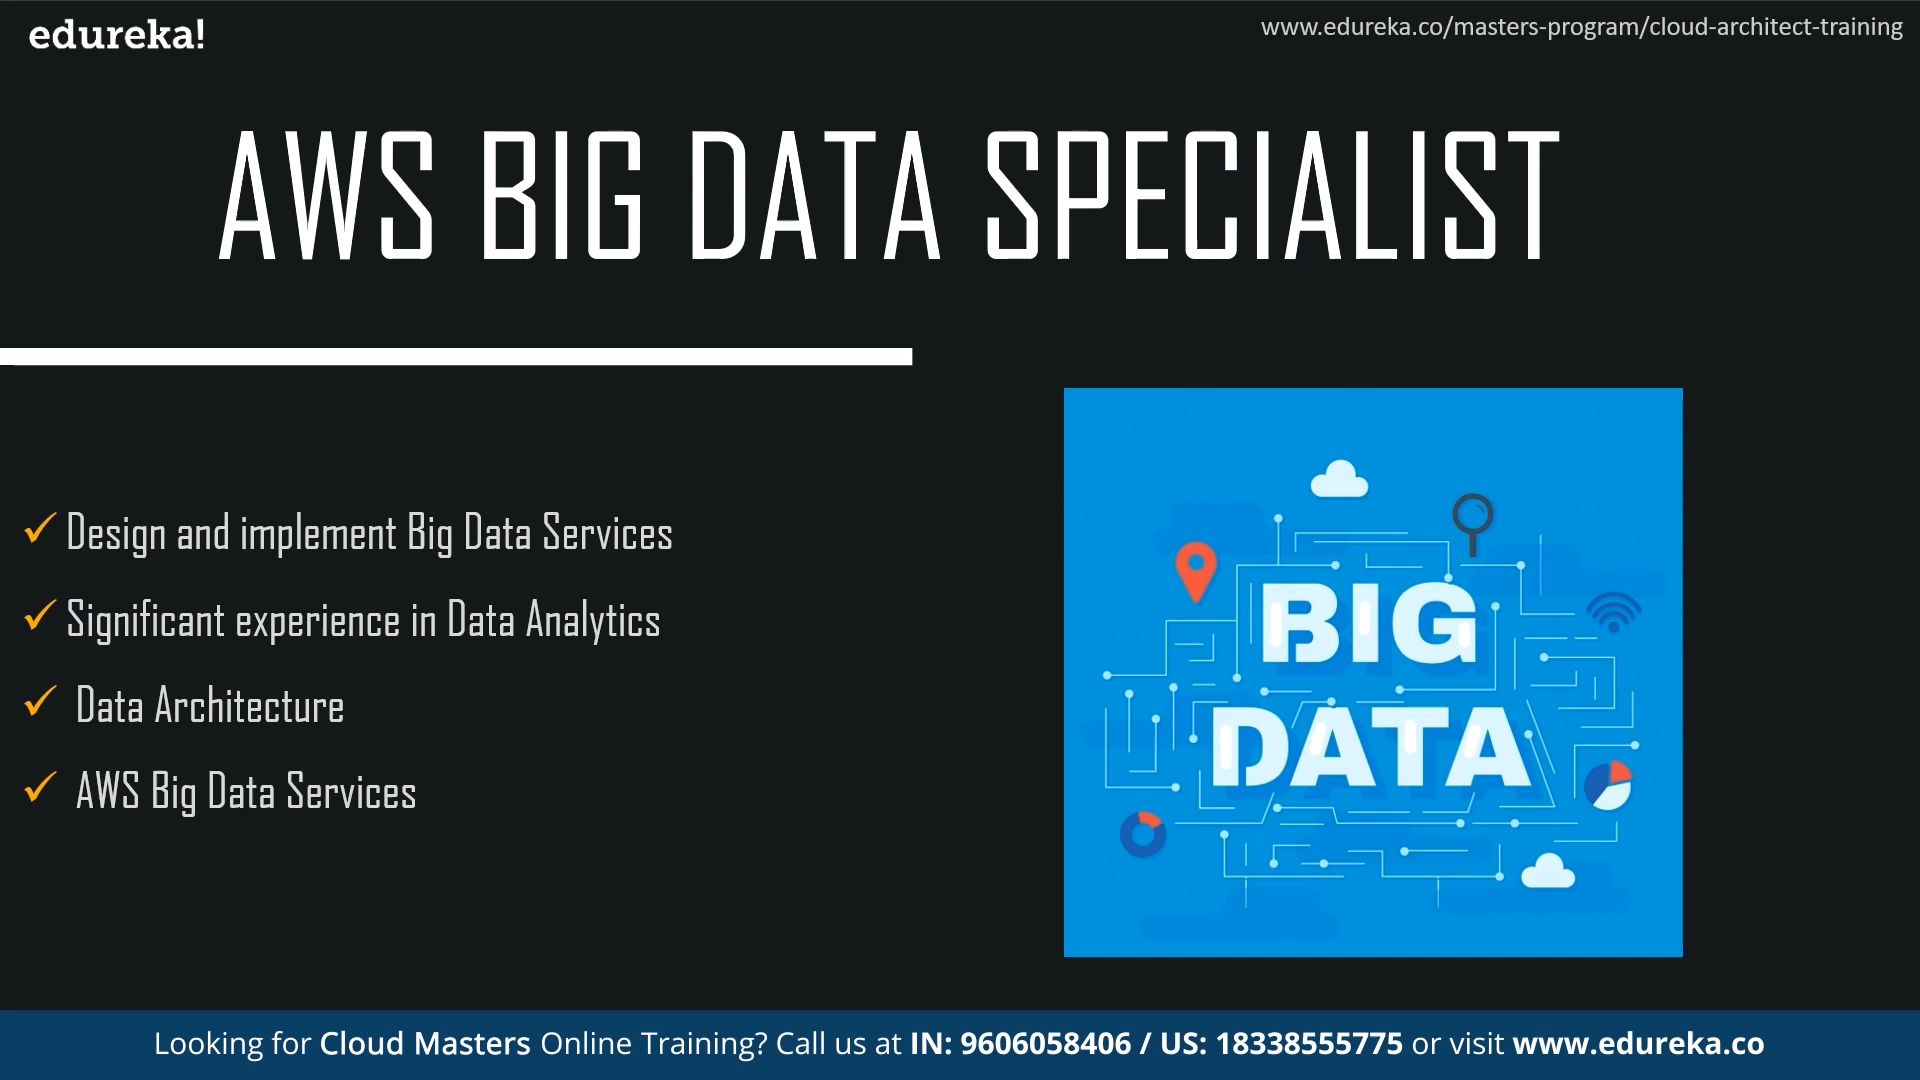 edureka!
www.edureka.co/masters-program/cloud-architect-training
AWS BIG DATA SPECIALIST
Design and implement Big Data Services
Significant experience in Data Analytics
Data Architecture
AWS Big Data Services
BIG
DATA
Looking for Cloud Masters Online Training? Call us at IN: 9606058406 / US: 18338555775 or visit www.edureka.co